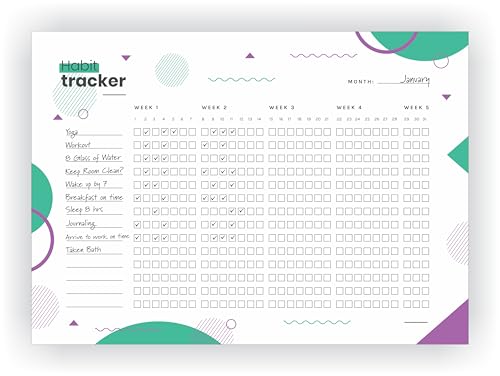 Habit
tracker
MONTH: January
WEEK 1 WEEK 2 WEEK 3 WEEK 4 WEEK 5
1 2 3 4 5 6 7 8 9 10 11 12 13 14 15 16 17 18 19 20 21 22 23 24 25 26 27 28 29 30 31
Yoga
Workout
8 Glass of Water
Keep Room Clean?
Wake up by 7
Breakfast on time
Sleep 8 hrs
Journaling
Arrive to work on time
Taken Bath